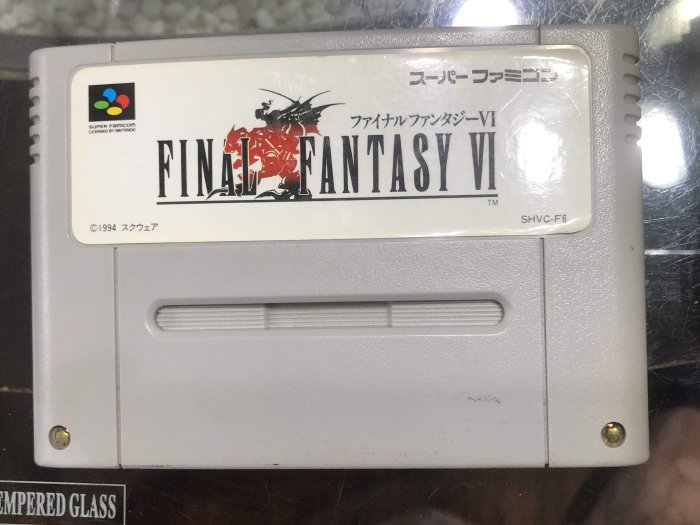 スーパーファミコン
SUPER FAMICOM
LICENSED BY NINTENDO
ファイナルファンタジーVI
FINAL FANTASY VI
TM
©1994 スクウェア
SHVC-F6
EMPERED GLASS